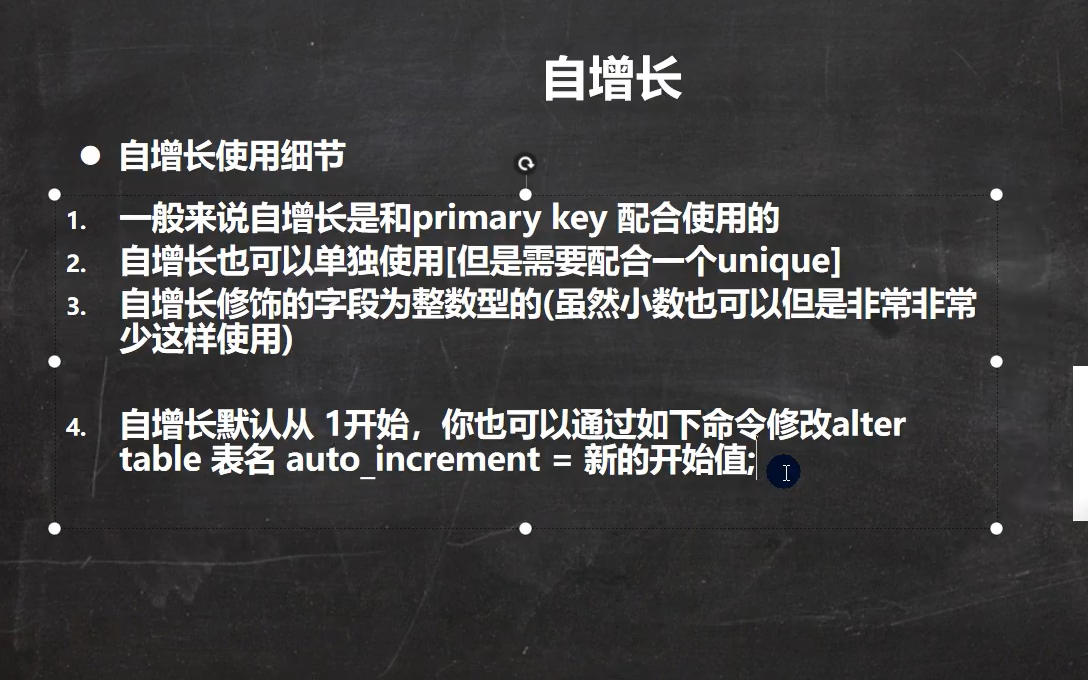 自增长
● 自增长使用细节
1. 一般来说自增长是和primary key 配合使用的
2. 自增长也可以单独使用[但是需要配合一个unique]
3. 自增长修饰的字段为整数型的(虽然小数也可以但是非常非常
少这样使用)
4. 自增长默认从 1开始，你也可以通过如下命令修改alter
table 表名 auto_increment = 新的开始值;